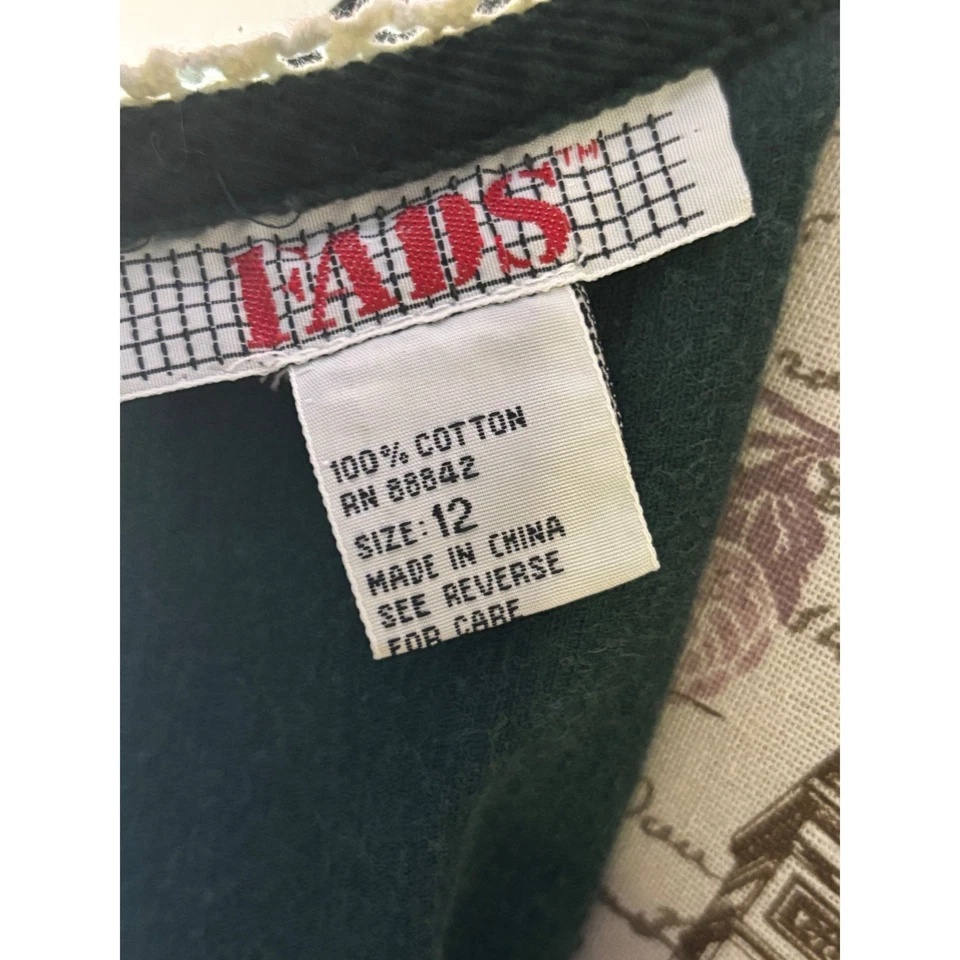 FADS™
100% COTTON
RN 88842
SIZE: 12
MADE IN CHINA
SEE REVERSE
FOR CARE